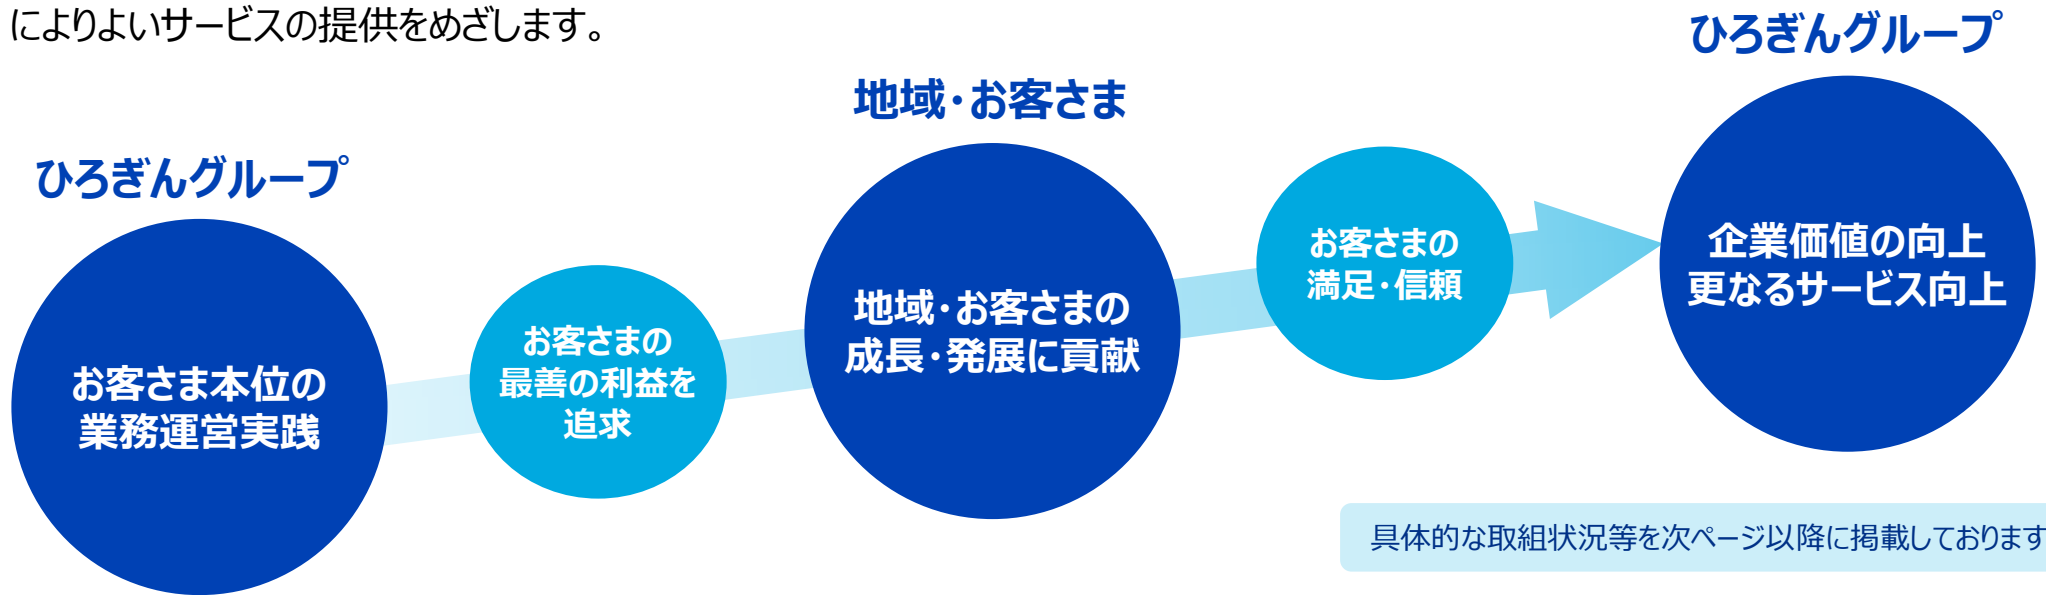 によりよいサービスの提供をめざします。
ひろぎんグループ
お客さま本位の
業務運営実践
お客さまの
最善の利益を
追求
地域・お客さま
地域・お客さまの
成長・発展に貢献
お客さまの
満足・信頼
ひろぎんグループ
企業価値の向上
更なるサービス向上
具体的な取組状況等を次ページ以降に掲載しております